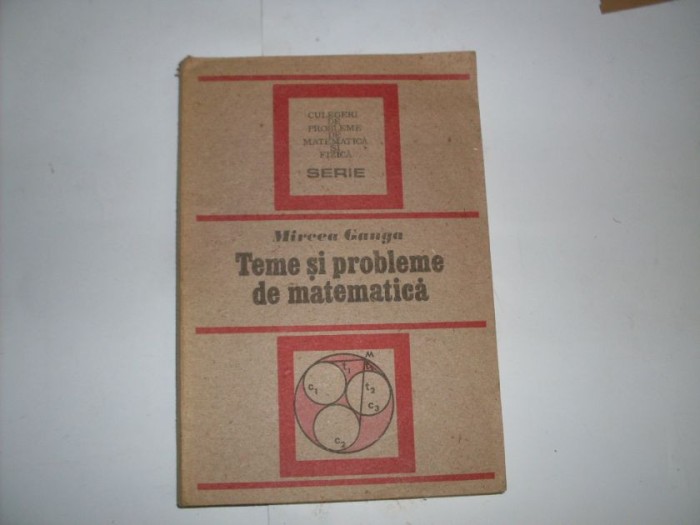 CULEGERI
DE
PROBLEME
DE
MATEMATICĂ
ŞI
FIZICĂ
SERIE
Mircea Ganga
Teme şi probleme
de matematică
M
t₁
t₂
c₁
c₃
c₂